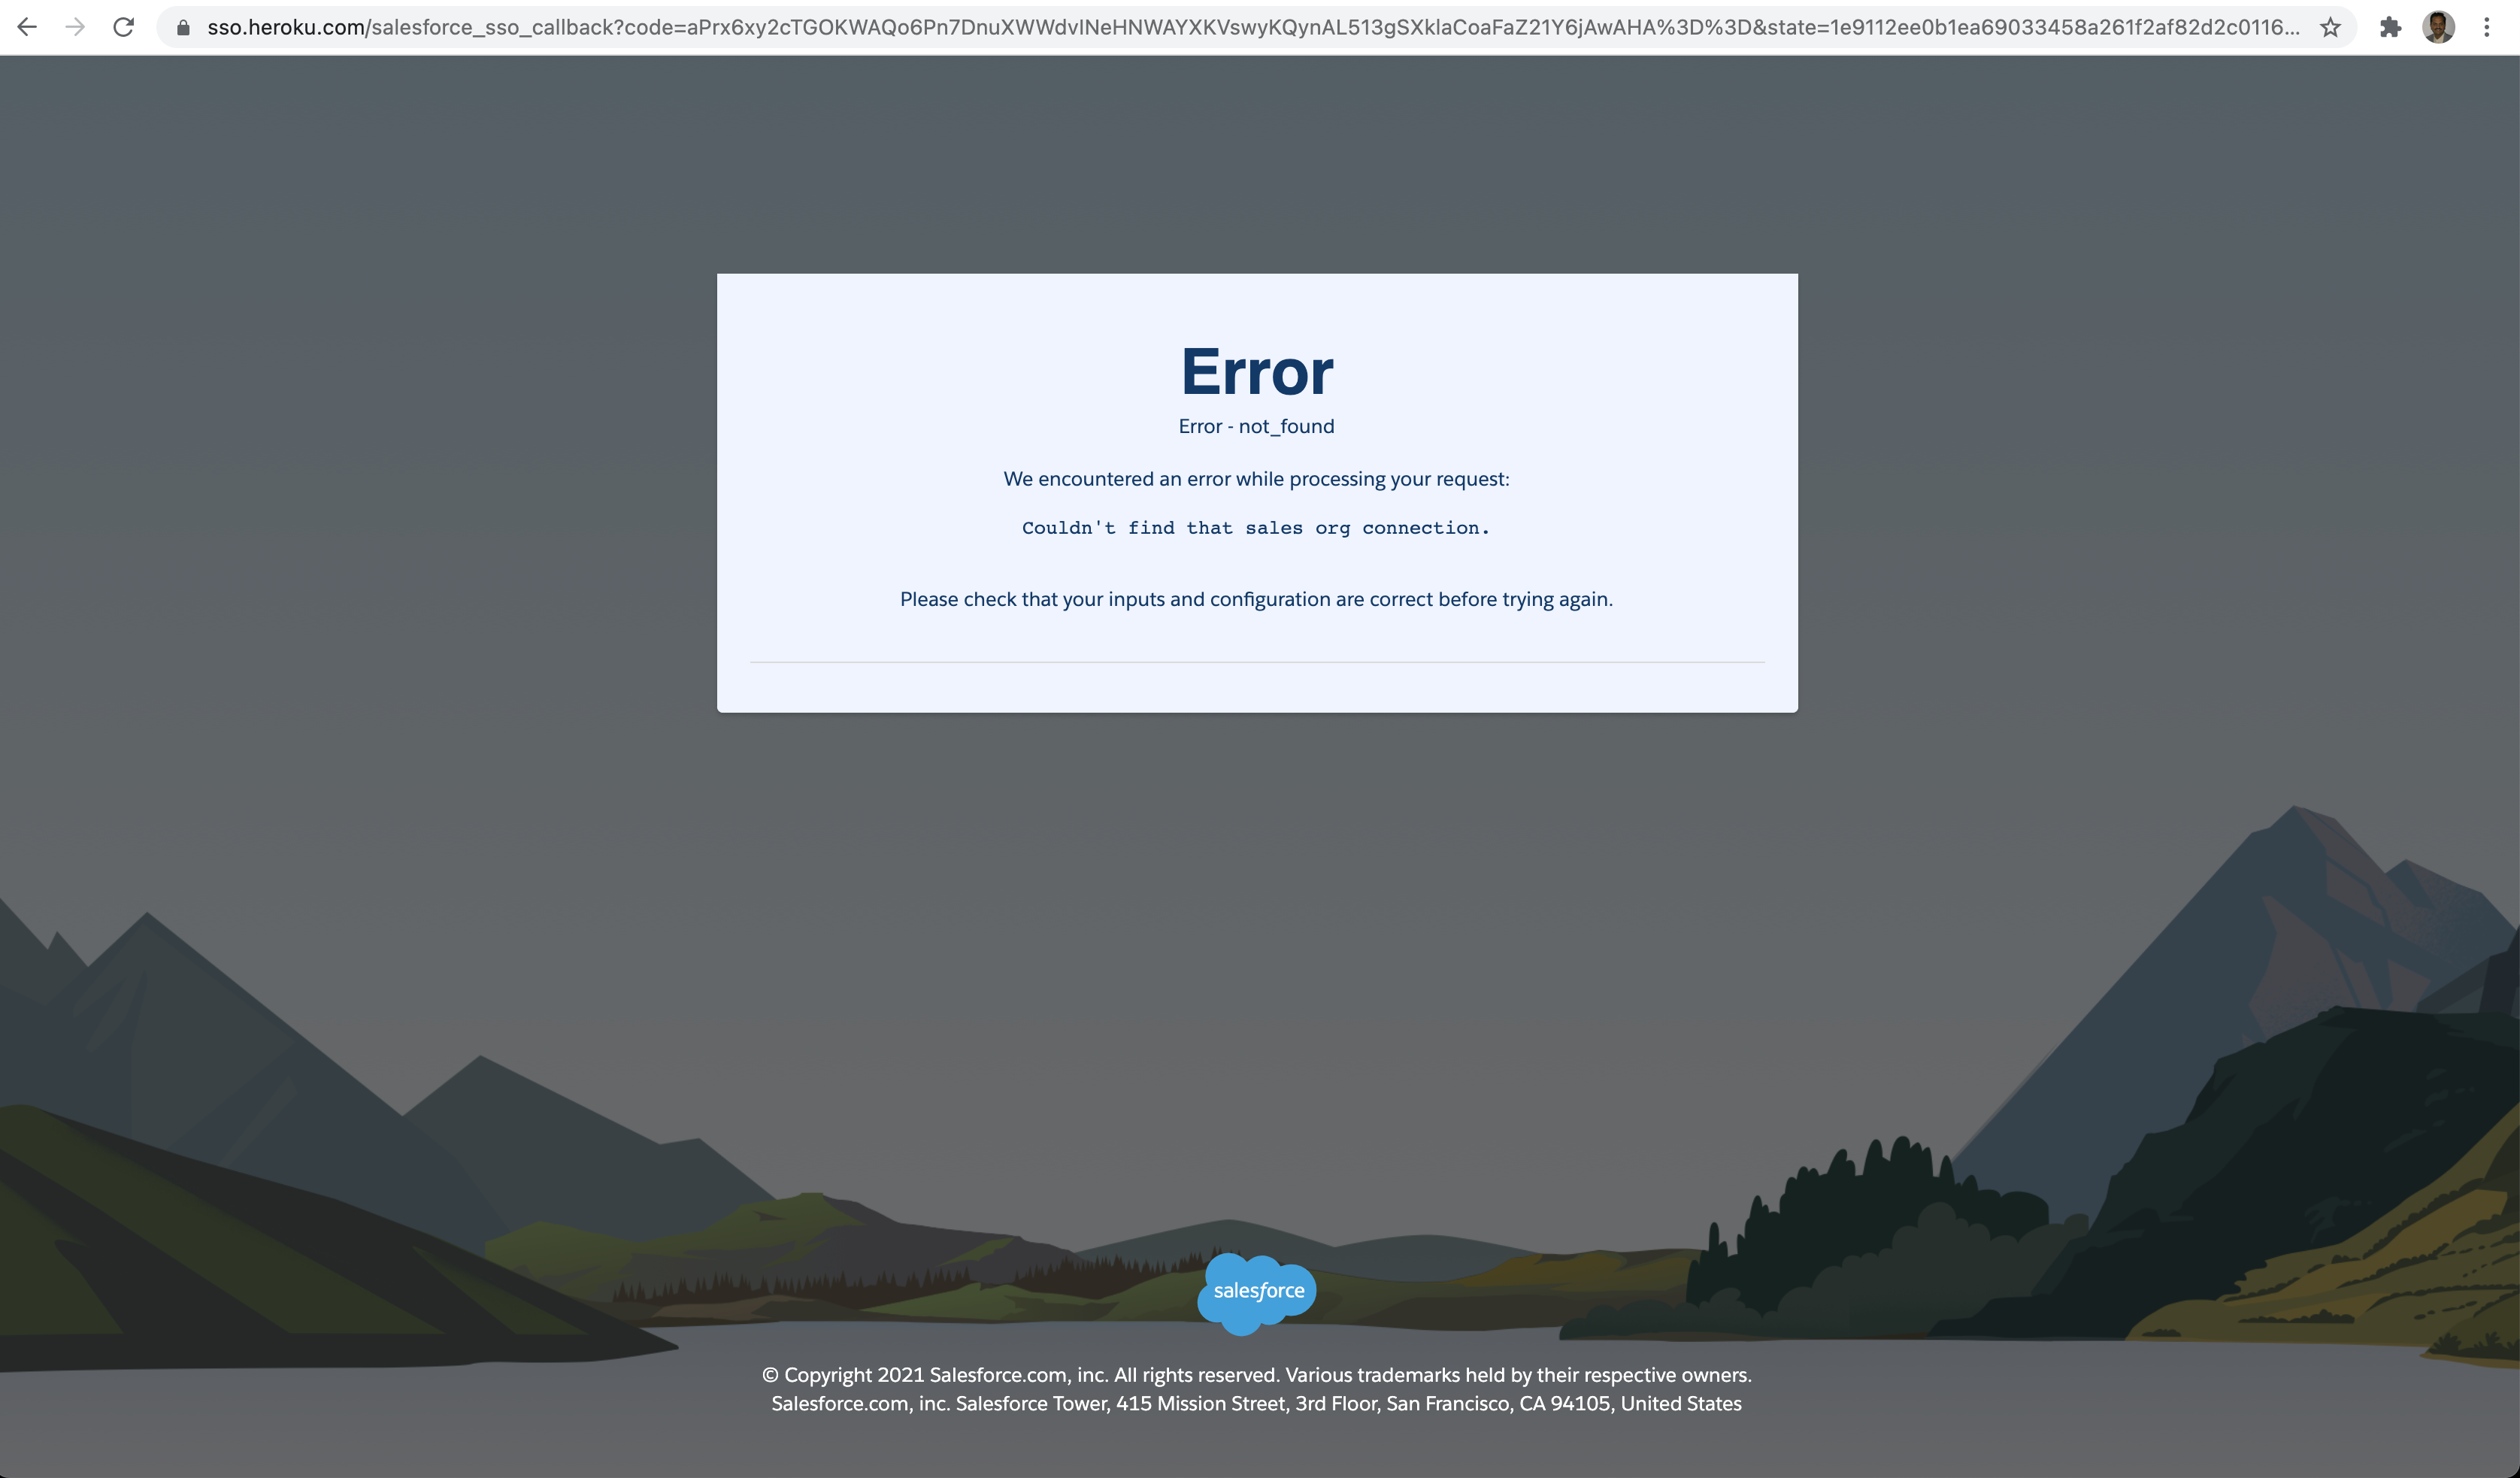 sso.heroku.com/salesforce_sso_callback?code=aPrx6xy2cTGOKWAQo6Pn7DnuXWWdvINeHNWAYXKVswyKQynAL513gSXklaCoaFaZ21Y6jAwAHA%3D%3D&state=1e9112ee0b1ea69033458a261f2af82d2c0116...
Error
Error - not_found
We encountered an error while processing your request:
Couldn't find that sales org connection.
Please check that your inputs and configuration are correct before trying again.
salesforce
© Copyright 2021 Salesforce.com, inc. All rights reserved. Various trademarks held by their respective owners.
Salesforce.com, inc. Salesforce Tower, 415 Mission Street, 3rd Floor, San Francisco, CA 94105, United States